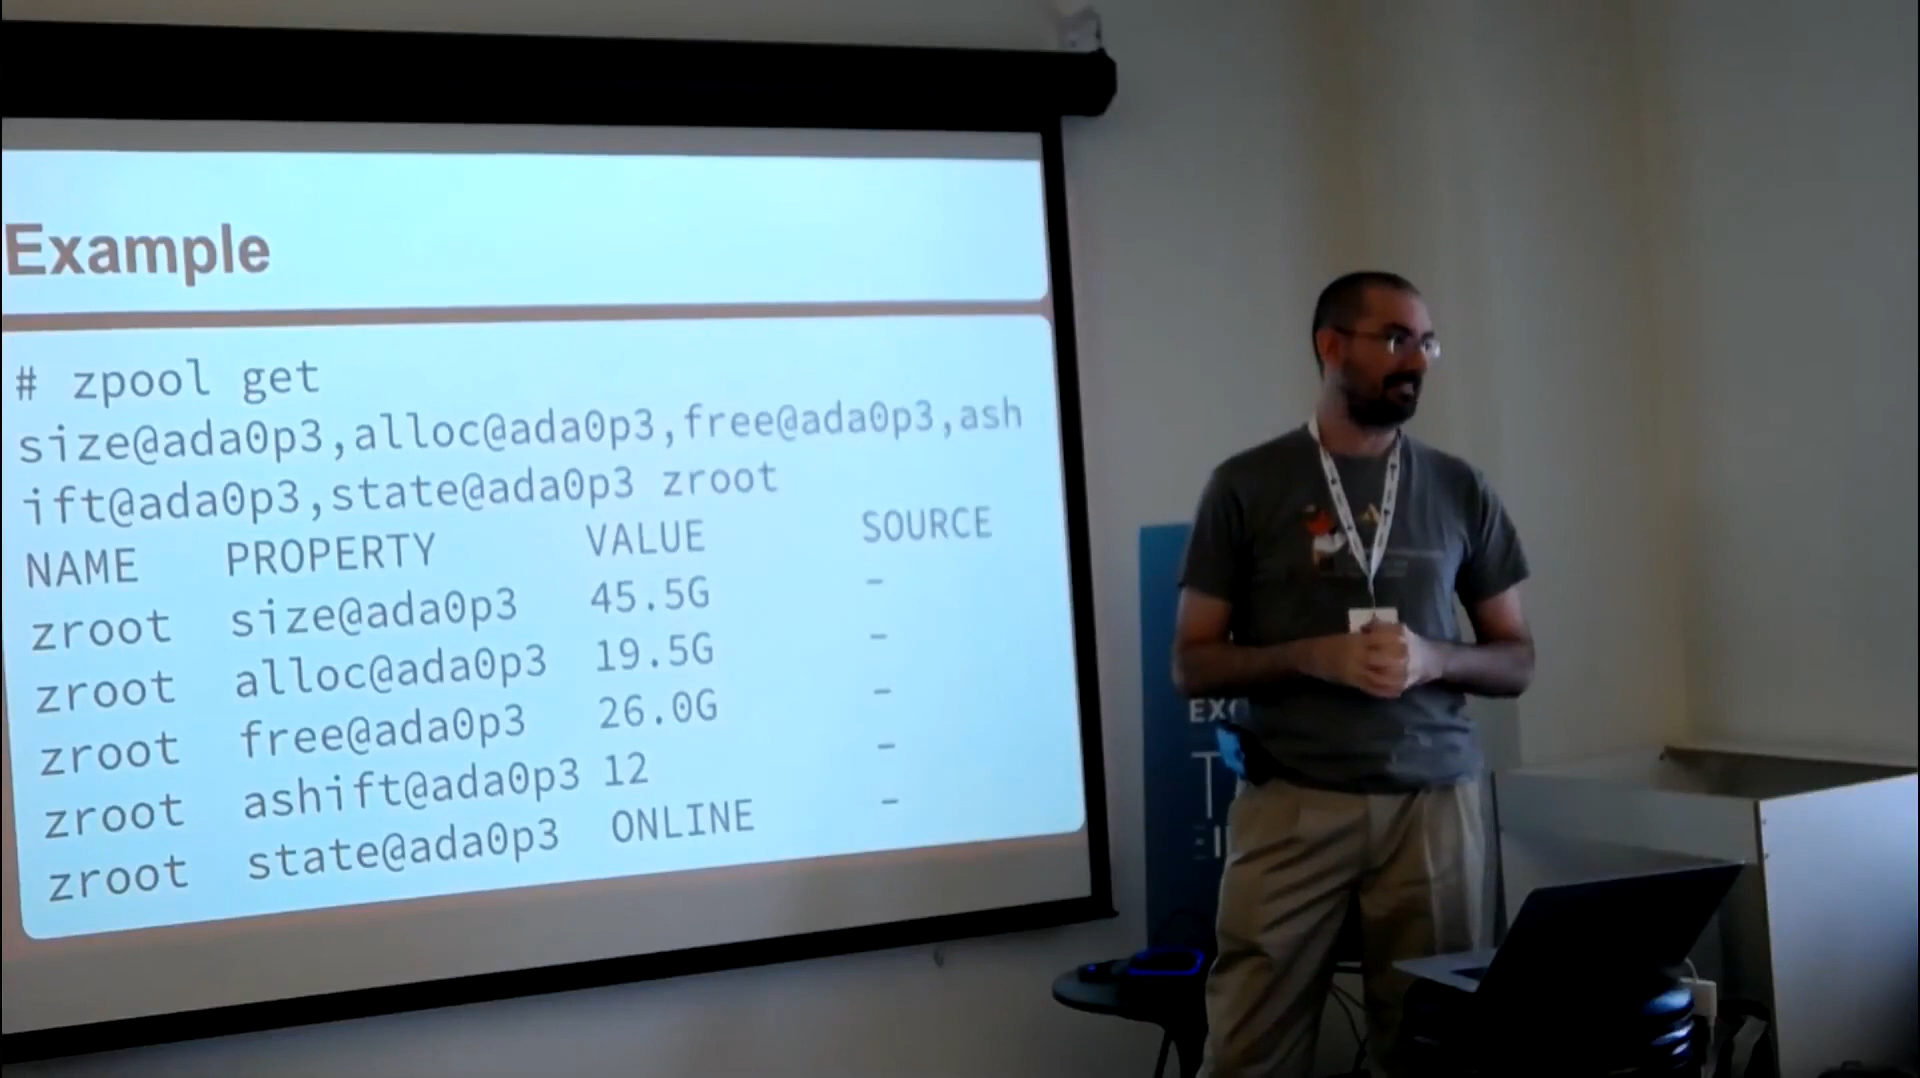 Example
# zpool get
size@ada0p3,alloc@ada0p3,free@ada0p3,ash
ift@ada0p3,state@ada0p3 zroot
NAME PROPERTY VALUE SOURCE
zroot size@ada0p3 45.5G -
zroot alloc@ada0p3 19.5G -
zroot free@ada0p3 26.0G -
zroot ashift@ada0p3 12 -
zroot state@ada0p3 ONLINE -